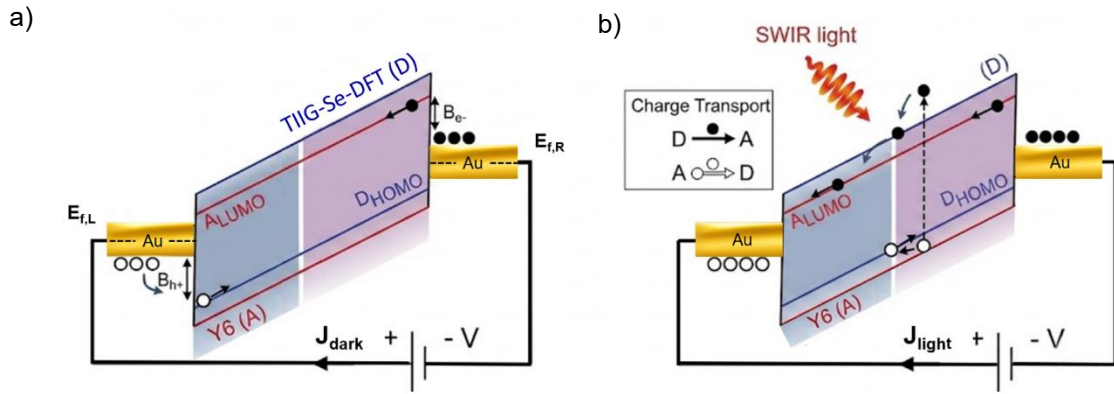 a)
TIIG-Se-DFT (D)
Be-
Ef,R
Au
DHOMO
Ef,L
ALUMO
Au
Bh+
Y6 (A)
Jdark + - V
b)
SWIR light
(D)
Charge Transport
D A
A D
Au
DHOMO
ALUMO
Au
Y6 (A)
Jlight + - V